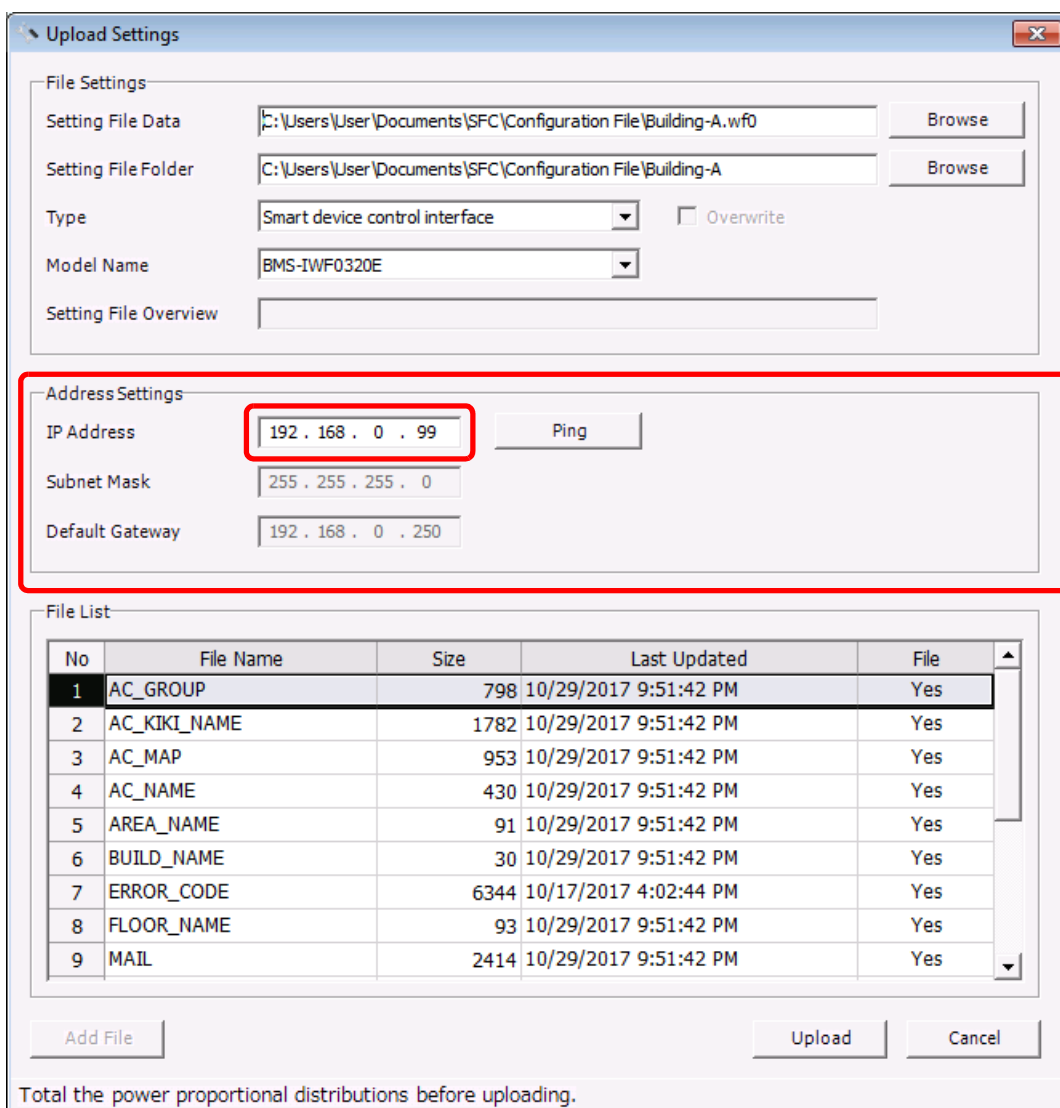 Upload Settings
File Settings
Setting File Data C:\Users\User\Documents\SFC\Configuration File\Building-A.wf0 Browse
Setting File Folder C:\Users\User\Documents\SFC\Configuration File\Building-A Browse
Type Smart device control interface Overwrite
Model Name BMS-IWF0320E
Setting File Overview
Address Settings
IP Address 192 . 168 . 0 . 99 Ping
Subnet Mask 255 . 255 . 255 . 0
Default Gateway 192 . 168 . 0 . 250
File List
No File Name Size Last Updated File
1 AC_GROUP 798 10/29/2017 9:51:42 PM Yes
2 AC_KIKI_NAME 1782 10/29/2017 9:51:42 PM Yes
3 AC_MAP 953 10/29/2017 9:51:42 PM Yes
4 AC_NAME 430 10/29/2017 9:51:42 PM Yes
5 AREA_NAME 91 10/29/2017 9:51:42 PM Yes
6 BUILD_NAME 30 10/29/2017 9:51:42 PM Yes
7 ERROR_CODE 6344 10/17/2017 4:02:44 PM Yes
8 FLOOR_NAME 93 10/29/2017 9:51:42 PM Yes
9 MAIL 2414 10/29/2017 9:51:42 PM Yes
Add File Upload Cancel
Total the power proportional distributions before uploading.